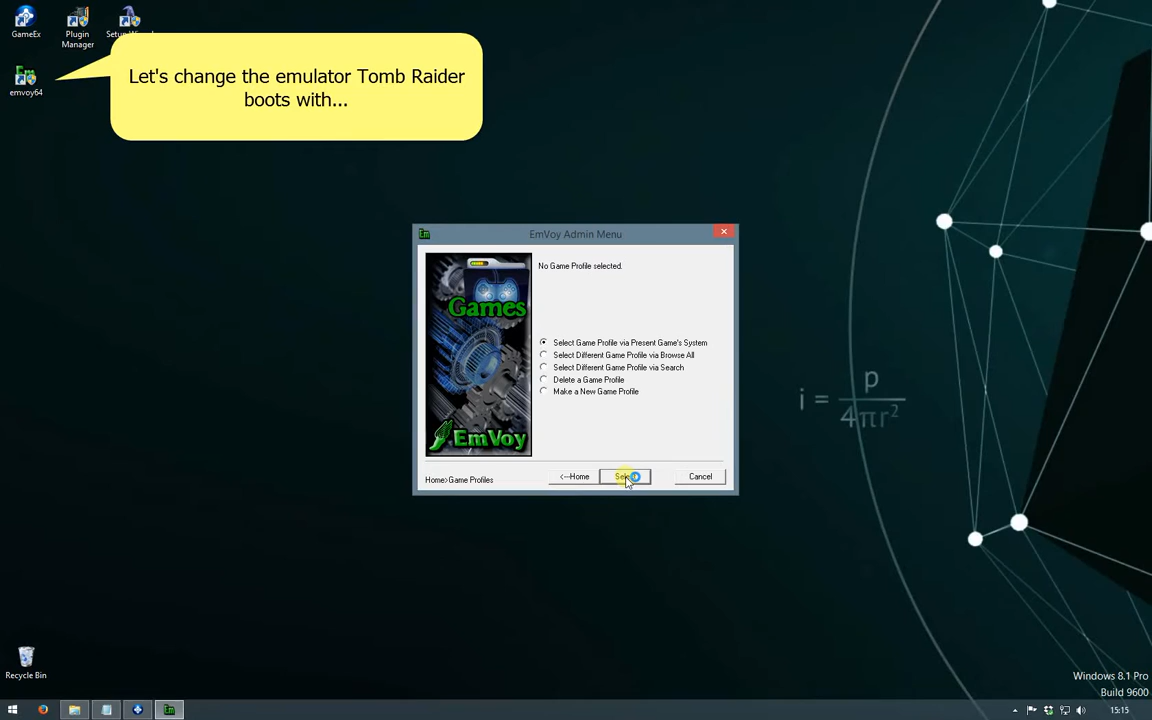 GameEx
Plugin
Manager
emvoy64
Let's change the emulator Tomb Raider
boots with...
EmVoy Admin Menu
Em
Games
EmVoy
No Game Profile selected.
Select Game Profile via Present Game's System
Select Different Game Profile via Browse All
Select Different Game Profile via Search
Delete a Game Profile
Make a New Game Profile
Home>Game Profiles
<--Home
Cancel
i = p
4πr²
Recycle Bin
Windows 8.1 Pro
Build 9600
15:15